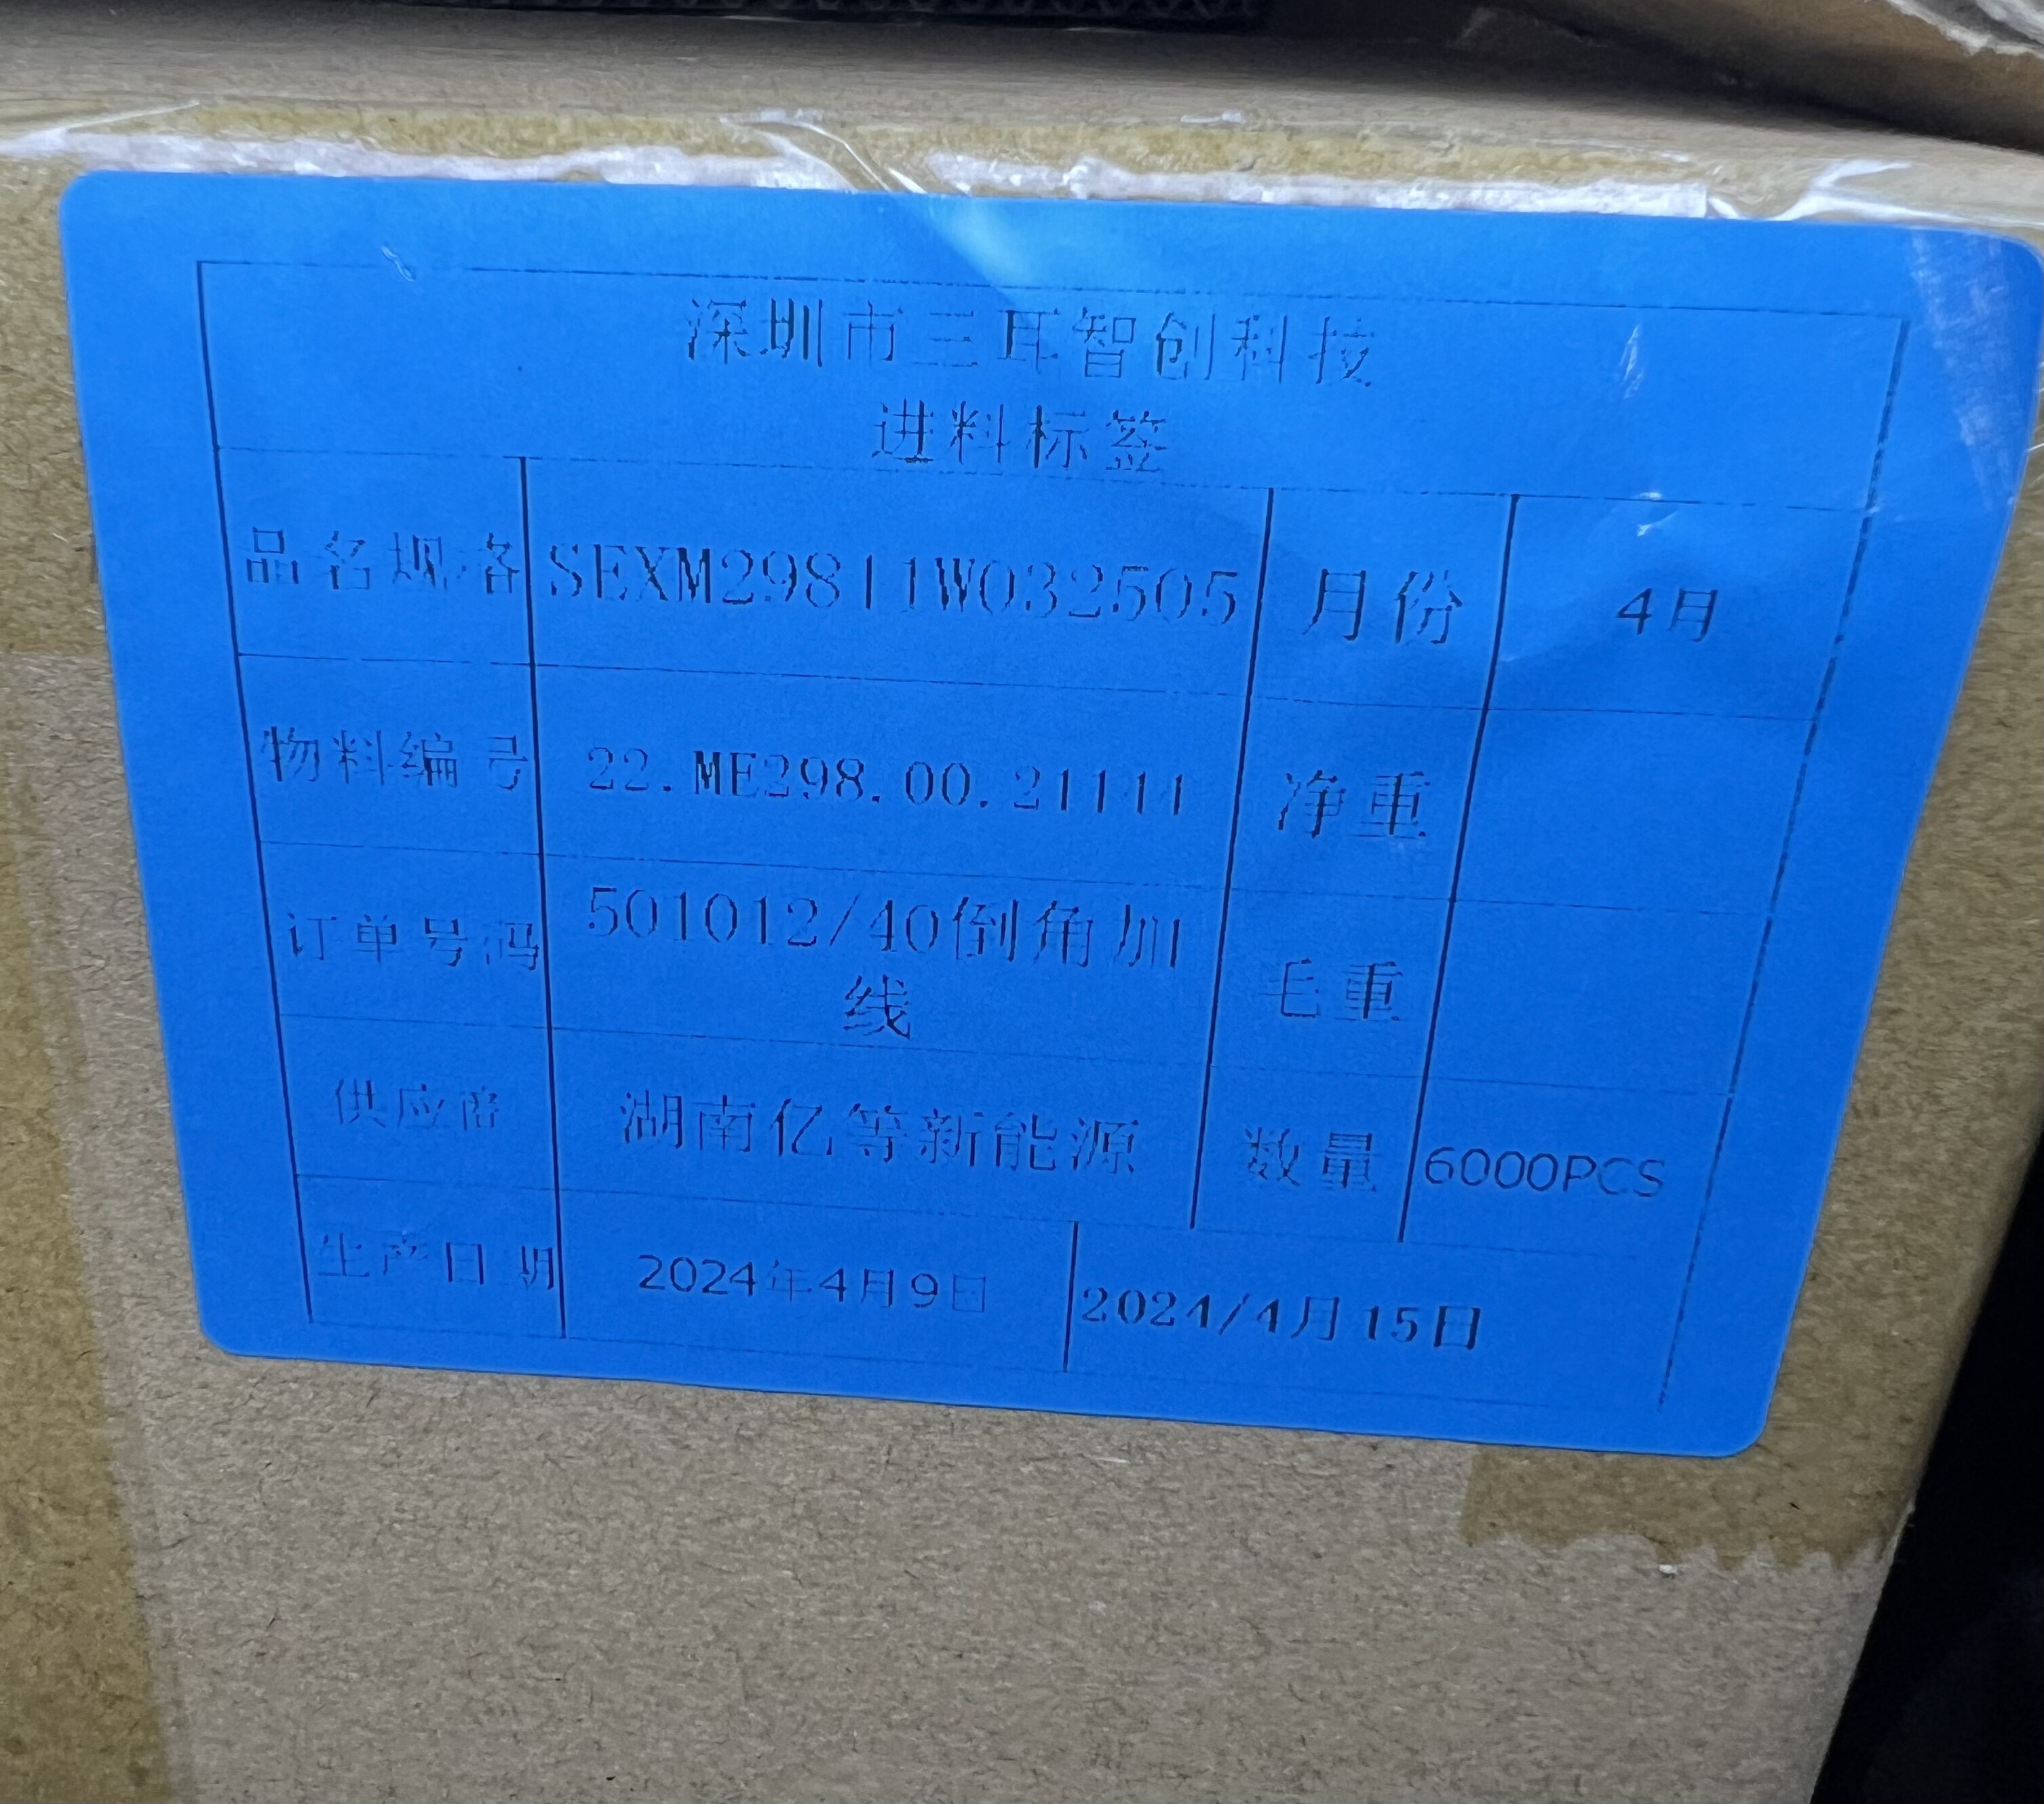 深圳市三耳智创科技
进料标签
品名规格 SEXM29811W032505 月份 4月
物料编号 22.ME298.00.21141 净重
订单号码 501012/40倒角加线 毛重
供应商 湖南亿等新能源 数量 6000PCS
生产日期 2024年4月9日 2024/4月15日